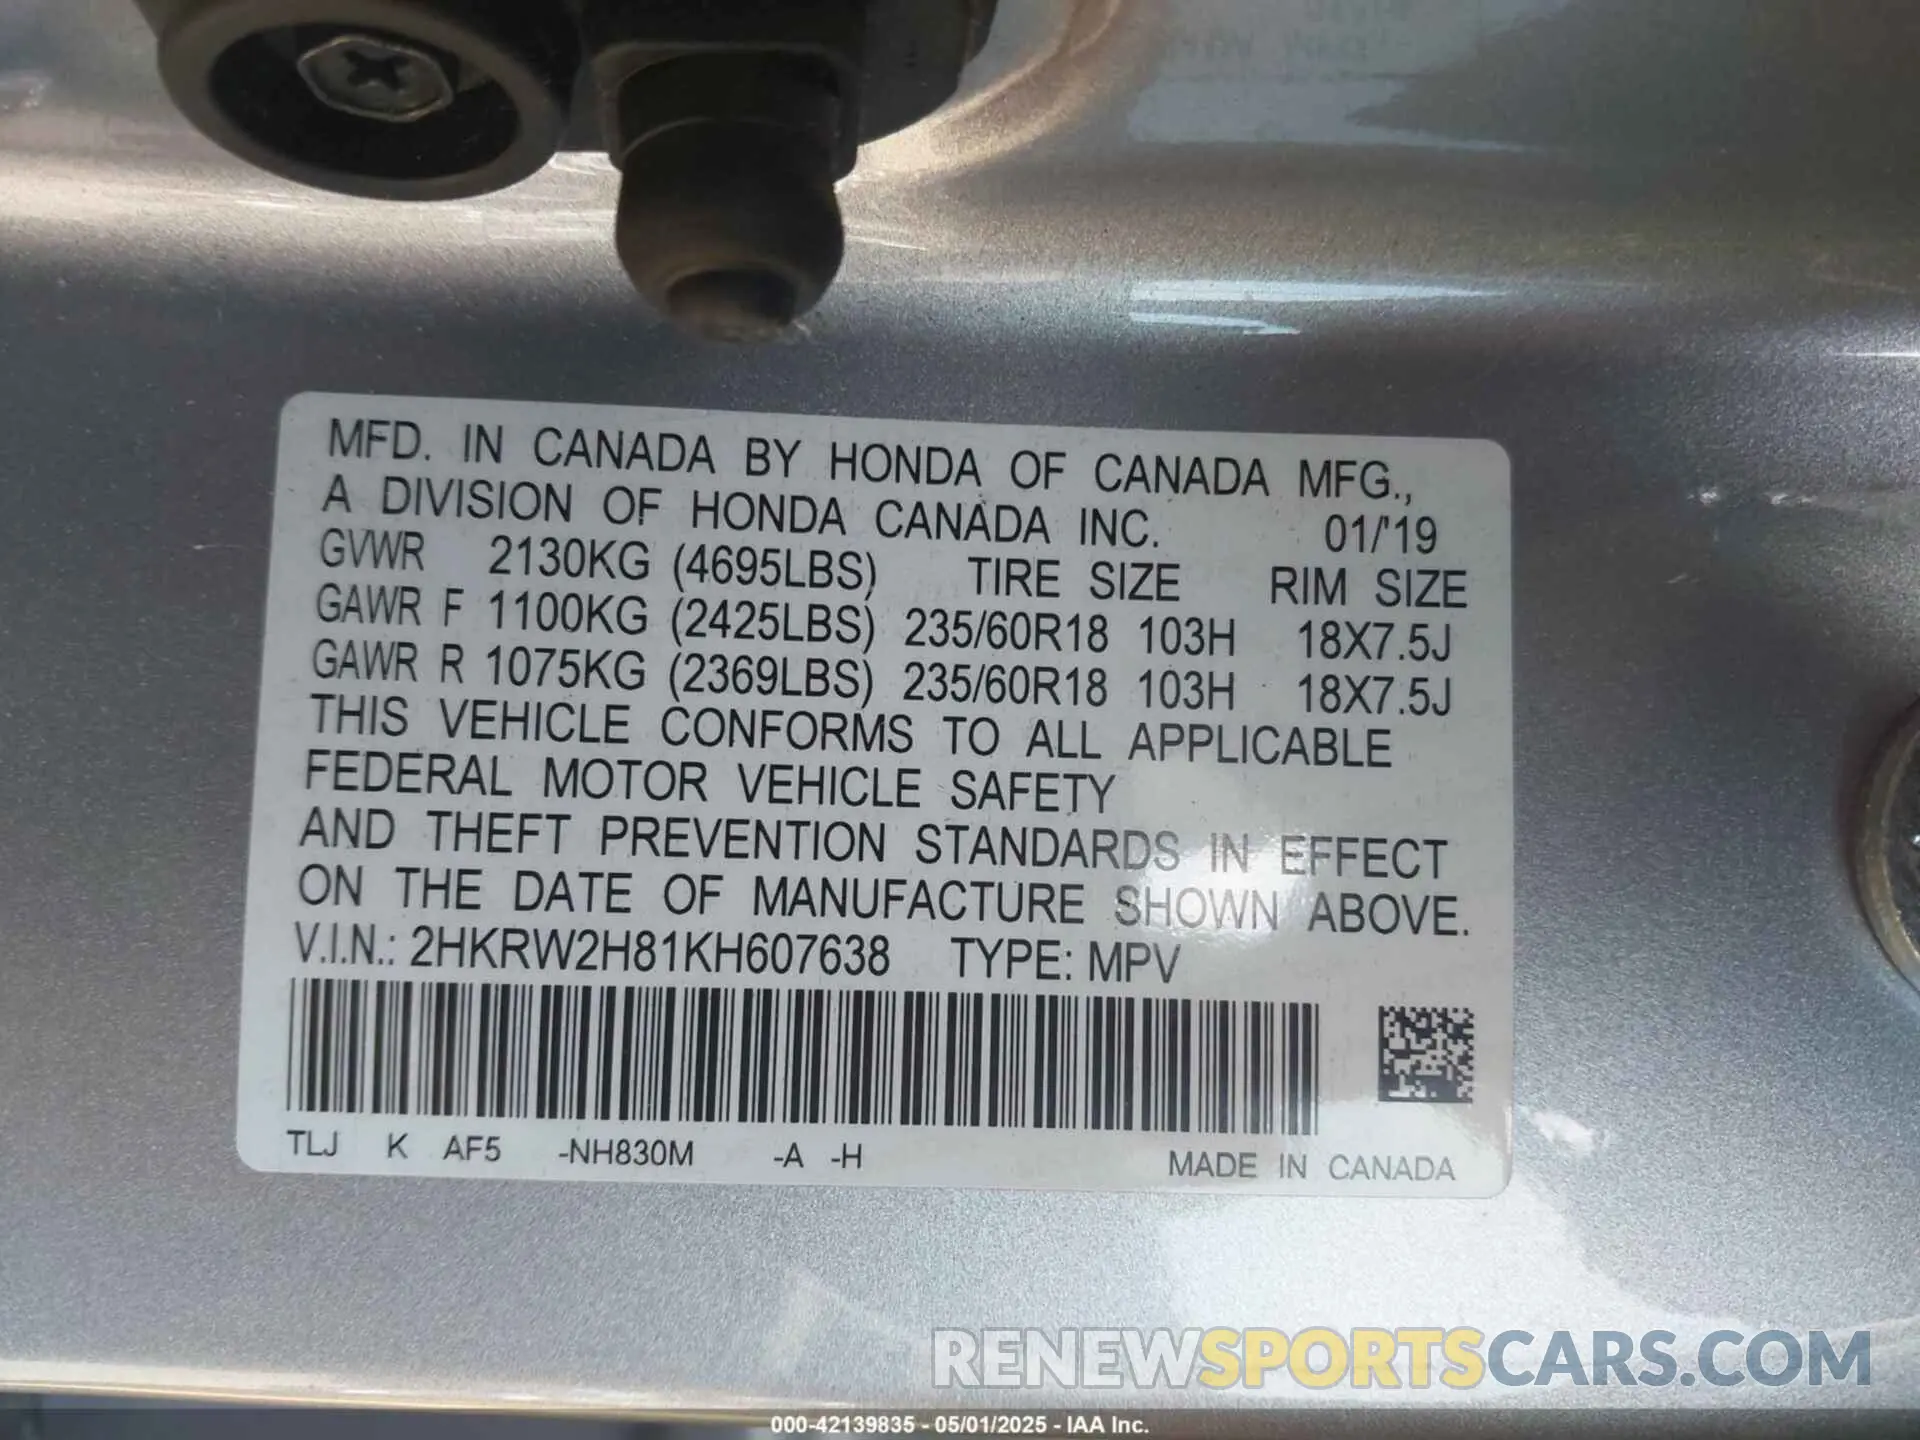 MFD. IN CANADA BY HONDA OF CANADA MFG.,
A DIVISION OF HONDA CANADA INC. 01/'19
GVWR 2130KG (4695LBS) TIRE SIZE RIM SIZE
GAWR F 1100KG (2425LBS) 235/60R18 103H 18X7.5J
GAWR R 1075KG (2369LBS) 235/60R18 103H 18X7.5J
THIS VEHICLE CONFORMS TO ALL APPLICABLE
FEDERAL MOTOR VEHICLE SAFETY
AND THEFT PREVENTION STANDARDS IN EFFECT
ON THE DATE OF MANUFACTURE SHOWN ABOVE.
V.I.N.: 2HKRW2H81KH607638 TYPE: MPV
TLJ K AF5 -NH830M -A -H MADE IN CANADA
RENEWSPORTSCARS.COM
000-42139835 - 05/01/2025 - IAA Inc.